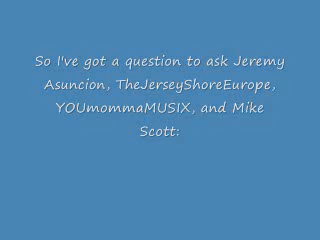 So I've got a question to ask Jeremy
Asuncion, TheJerseyShoreEurope,
YOUmommaMUSIX, and Mike
Scott: